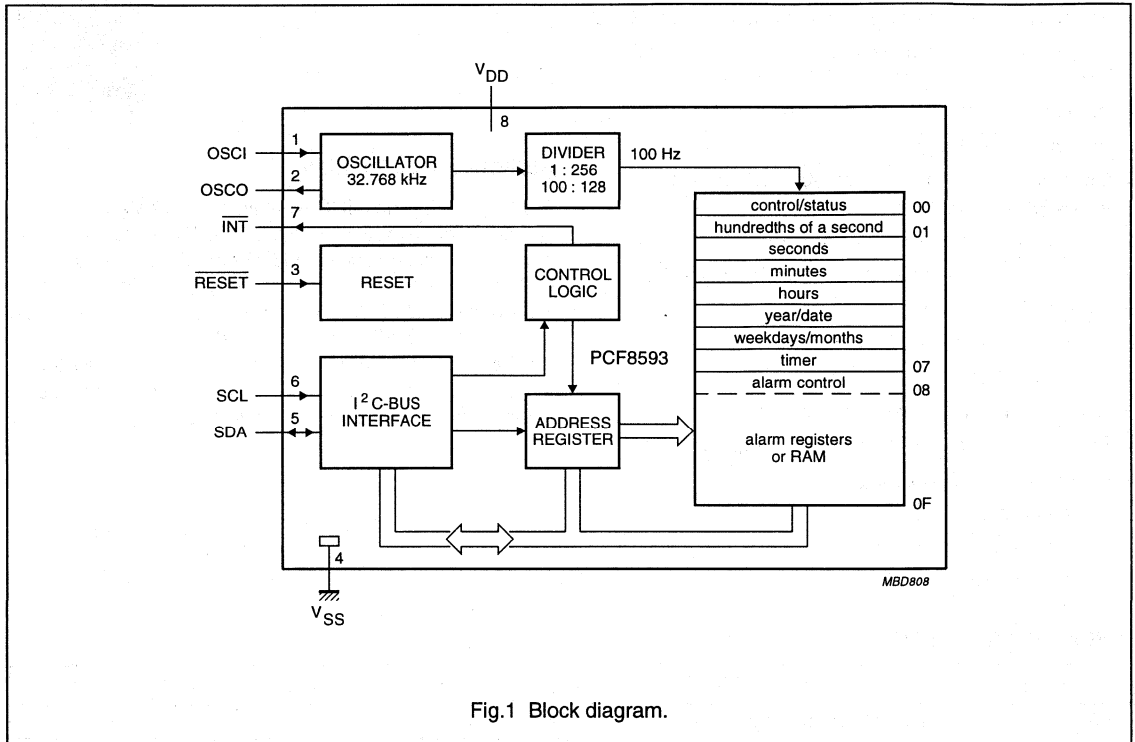 VDD
8
OSCI
1
OSCILLATOR
32.768 kHz
OSCO
2
DIVIDER
1 : 256
100 : 128
100 Hz
INT
7
RESET
3
RESET
CONTROL
LOGIC
PCF8593
SCL
6
SDA
5
I2C-BUS
INTERFACE
ADDRESS
REGISTER
control/status
00
hundredths of a second
01
seconds
minutes
hours
year/date
weekdays/months
timer
07
alarm control
08
alarm registers
or RAM
0F
4
VSS
MBD808
Fig.1 Block diagram.